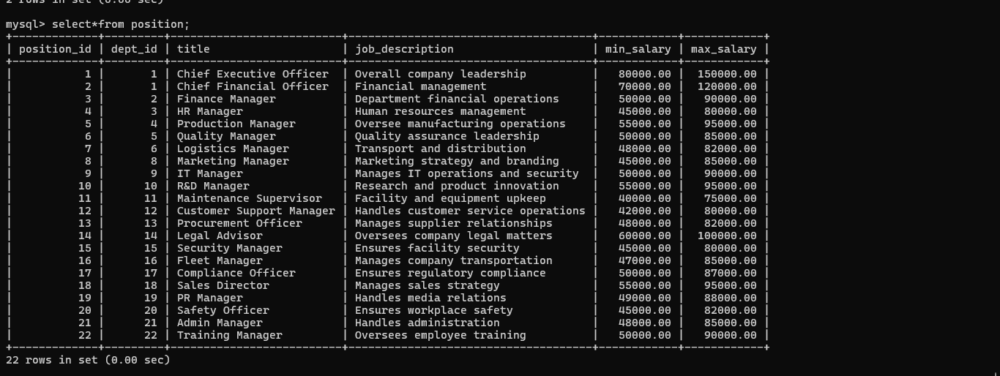 2 rows in set (0.00 sec)
mysql> select*from position;
+-------------+---------+--------------------------+-------------------------------------+------------+------------+
| position_id | dept_id | title                    | job_description                     | min_salary | max_salary |
+-------------+---------+--------------------------+-------------------------------------+------------+------------+
|           1 |       1 | Chief Executive Officer  | Overall company leadership          |   80000.00 |  150000.00 |
|           2 |       1 | Chief Financial Officer  | Financial management                |   70000.00 |  120000.00 |
|           3 |       2 | Finance Manager          | Department financial operations     |   50000.00 |   90000.00 |
|           4 |       3 | HR Manager               | Human resources management          |   45000.00 |   80000.00 |
|           5 |       4 | Production Manager       | Oversee manufacturing operations    |   55000.00 |   95000.00 |
|           6 |       5 | Quality Manager          | Quality assurance leadership        |   50000.00 |   85000.00 |
|           7 |       6 | Logistics Manager        | Transport and distribution          |   48000.00 |   82000.00 |
|           8 |       8 | Marketing Manager        | Marketing strategy and branding     |   45000.00 |   85000.00 |
|           9 |       9 | IT Manager               | Manages IT operations and security  |   50000.00 |   90000.00 |
|          10 |      10 | R&D Manager              | Research and product innovation     |   55000.00 |   95000.00 |
|          11 |      11 | Maintenance Supervisor   | Facility and equipment upkeep       |   40000.00 |   75000.00 |
|          12 |      12 | Customer Support Manager | Handles customer service operations |   42000.00 |   80000.00 |
|          13 |      13 | Procurement Officer      | Manages supplier relationships      |   48000.00 |   82000.00 |
|          14 |      14 | Legal Advisor            | Oversees company legal matters      |   60000.00 |  100000.00 |
|          15 |      15 | Security Manager         | Ensures facility security           |   45000.00 |   80000.00 |
|          16 |      16 | Fleet Manager            | Manages company transportation      |   47000.00 |   85000.00 |
|          17 |      17 | Compliance Officer       | Ensures regulatory compliance       |   50000.00 |   87000.00 |
|          18 |      18 | Sales Director           | Manages sales strategy              |   55000.00 |   95000.00 |
|          19 |      19 | PR Manager               | Handles media relations             |   49000.00 |   88000.00 |
|          20 |      20 | Safety Officer           | Ensures workplace safety            |   45000.00 |   82000.00 |
|          21 |      21 | Admin Manager            | Handles administration              |   48000.00 |   85000.00 |
|          22 |      22 | Training Manager         | Oversees employee training          |   50000.00 |   90000.00 |
+-------------+---------+--------------------------+-------------------------------------+------------+------------+
22 rows in set (0.00 sec)